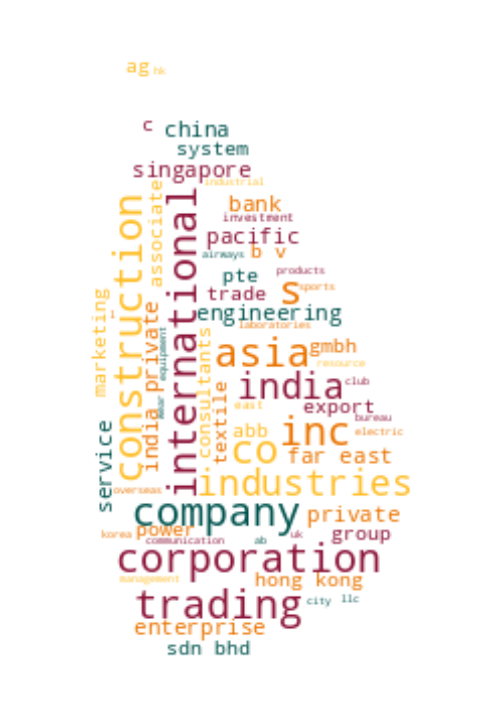 ag
hk
c
china
system
singapore
industrial
associate
bank
investment
construction
international
pacific
airways
b v
pte
products
s
sports
trade
marketing
engineering
laboratories
india private
equipment
consultants
asia
gmbh
resource
india
club
textile
east
export
wear
bureau
inc
abb
co
electric
service
far east
industries
overseas
company
private
korea
power
communication
ab
uk
group
corporation
management
hong kong
trading
city
llc
enterprise
sdn bhd